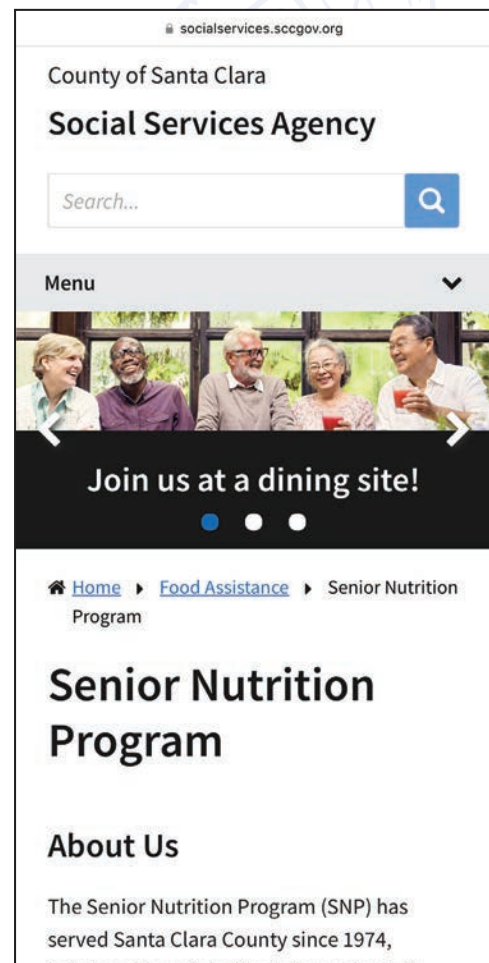 socialservices.sccgov.org
County of Santa Clara
Social Services Agency
Search...
Menu
Join us at a dining site!
Home Food Assistance Senior Nutrition
Program
Senior Nutrition
Program
About Us
The Senior Nutrition Program (SNP) has
served Santa Clara County since 1974,